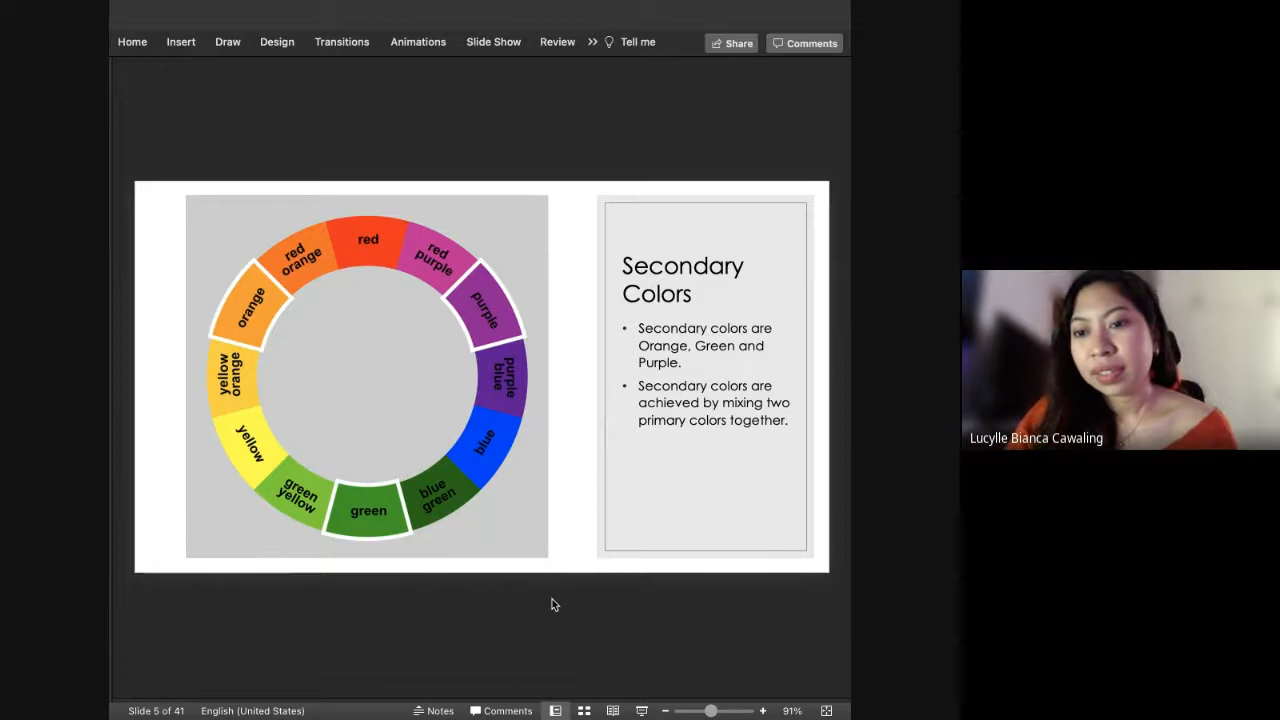 Home Insert Draw Design Transitions Animations Slide Show Review Tell me Share Comments
red
red
purple
purple
purple
blue
blue
blue
green
green
green
yellow
yellow
yellow
orange
orange
red
orange
Secondary
Colors
• Secondary colors are
Orange, Green and
Purple.
• Secondary colors are
achieved by mixing two
primary colors together.
Lucylle Bianca Cawaling
Slide 5 of 41 English (United States) Notes Comments 91%